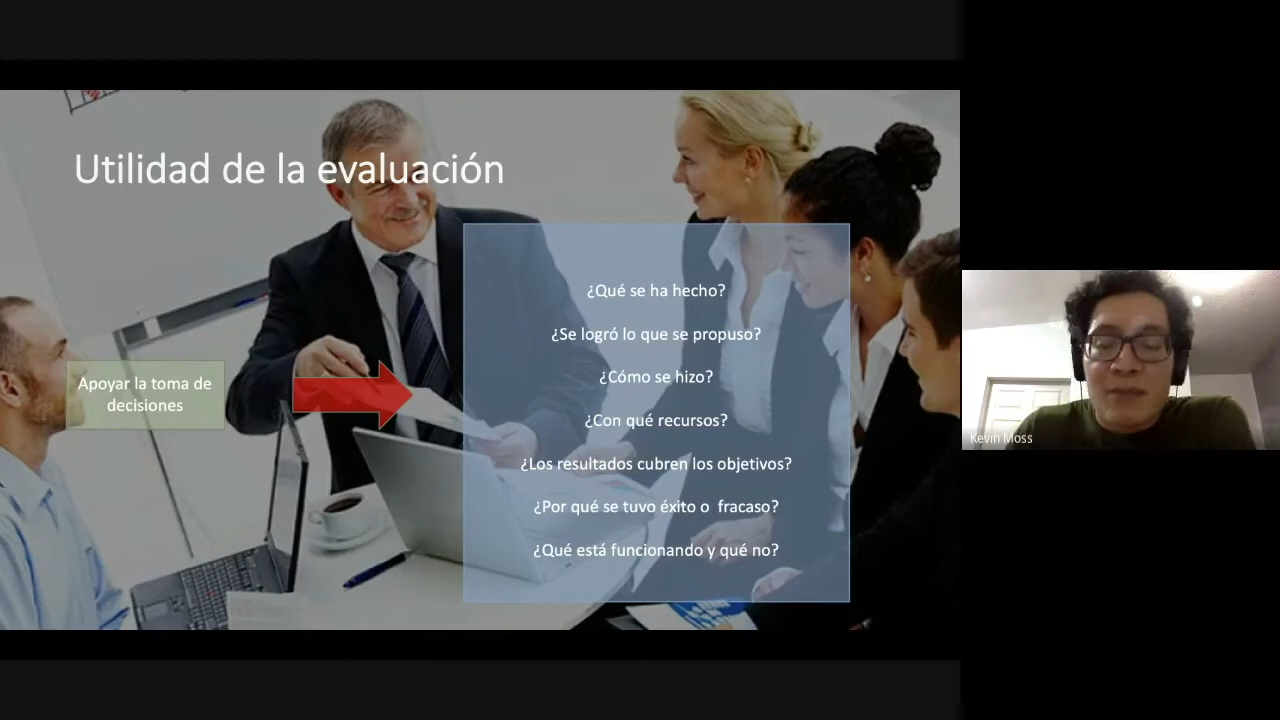 Utilidad de la evaluación
Apoyar la toma de
decisiones
¿Qué se ha hecho?
¿Se logró lo que se propuso?
¿Cómo se hizo?
¿Con qué recursos?
¿Los resultados cubren los objetivos?
¿Por qué se tuvo éxito o  fracaso?
¿Qué está funcionando y qué no?
Kevin Moss